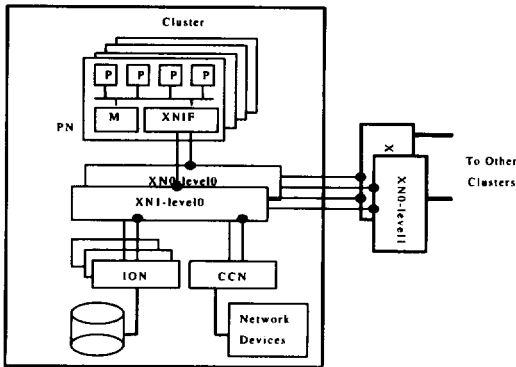 Cluster
P P P P
M XNIF
PN
XN0-level0
XN1-level0
X
XN0-level1
To Other
Clusters
ION CCN
Network
Devices